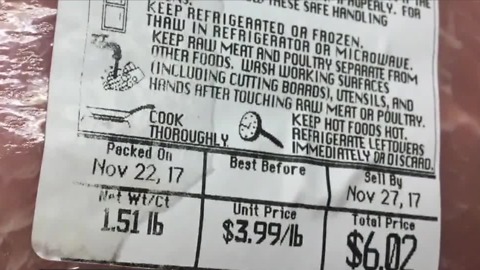 THESE SAFE HANDLING
KEEP REFRIGERATED OR FROZEN.
THAW IN REFRIGERATOR OR MICROWAVE.
KEEP RAW MEAT AND POULTRY SEPARATE FROM
OTHER FOODS. WASH WORKING SURFACES
(INCLUDING CUTTING BOARDS), UTENSILS, AND
HANDS AFTER TOUCHING RAW MEAT OR POULTRY.
COOK
THOROUGHLY.
KEEP HOT FOODS HOT.
REFRIGERATE LEFTOVERS
IMMEDIATELY OR DISCARD.
Packed On
Nov 22, 17
Best Before
Sell By
Nov 27, 17
Net Wt/Ct
1.51 lb
Unit Price
$3.99/lb
Total Price
$6.02